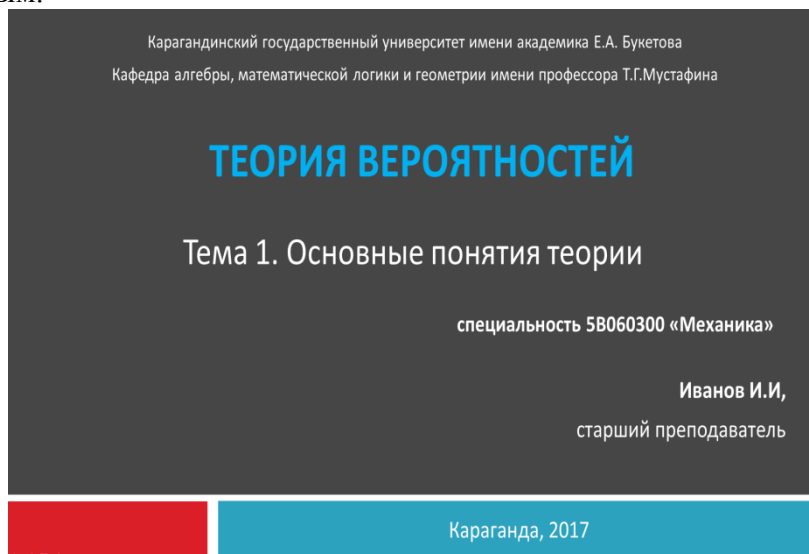 Карагандинский государственный университет имени академика Е.А. Букетова
Кафедра алгебры, математической логики и геометрии имени профессора Т.Г.Мустафина
ТЕОРИЯ ВЕРОЯТНОСТЕЙ
Тема 1. Основные понятия теории
специальность 5В060300 «Механика»
Иванов И.И,
старший преподаватель
Караганда, 2017